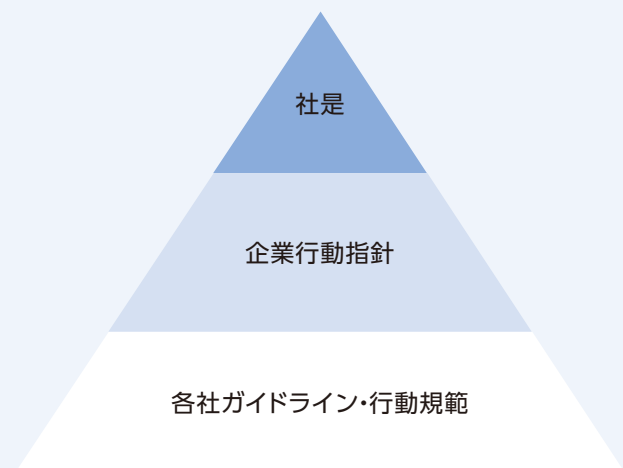 社是
企業行動指針
各社ガイドライン・行動規範